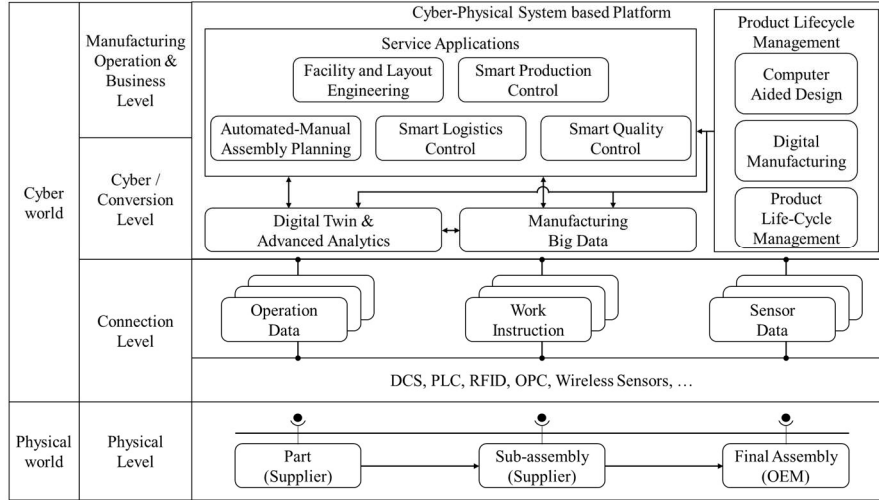 Cyber-Physical System based Platform
Manufacturing
Operation &
Business
Level
Service Applications
Facility and Layout
Engineering
Smart Production
Control
Automated-Manual
Assembly Planning
Smart Logistics
Control
Smart Quality
Control
Product Lifecycle
Management
Computer
Aided Design
Digital
Manufacturing
Product
Life-Cycle
Management
Cyber
world
Cyber /
Conversion
Level
Digital Twin &
Advanced Analytics
Manufacturing
Big Data
Connection
Level
Operation
Data
Work
Instruction
Sensor
Data
DCS, PLC, RFID, OPC, Wireless Sensors, …
Physical
world
Physical
Level
Part
(Supplier)
Sub-assembly
(Supplier)
Final Assembly
(OEM)